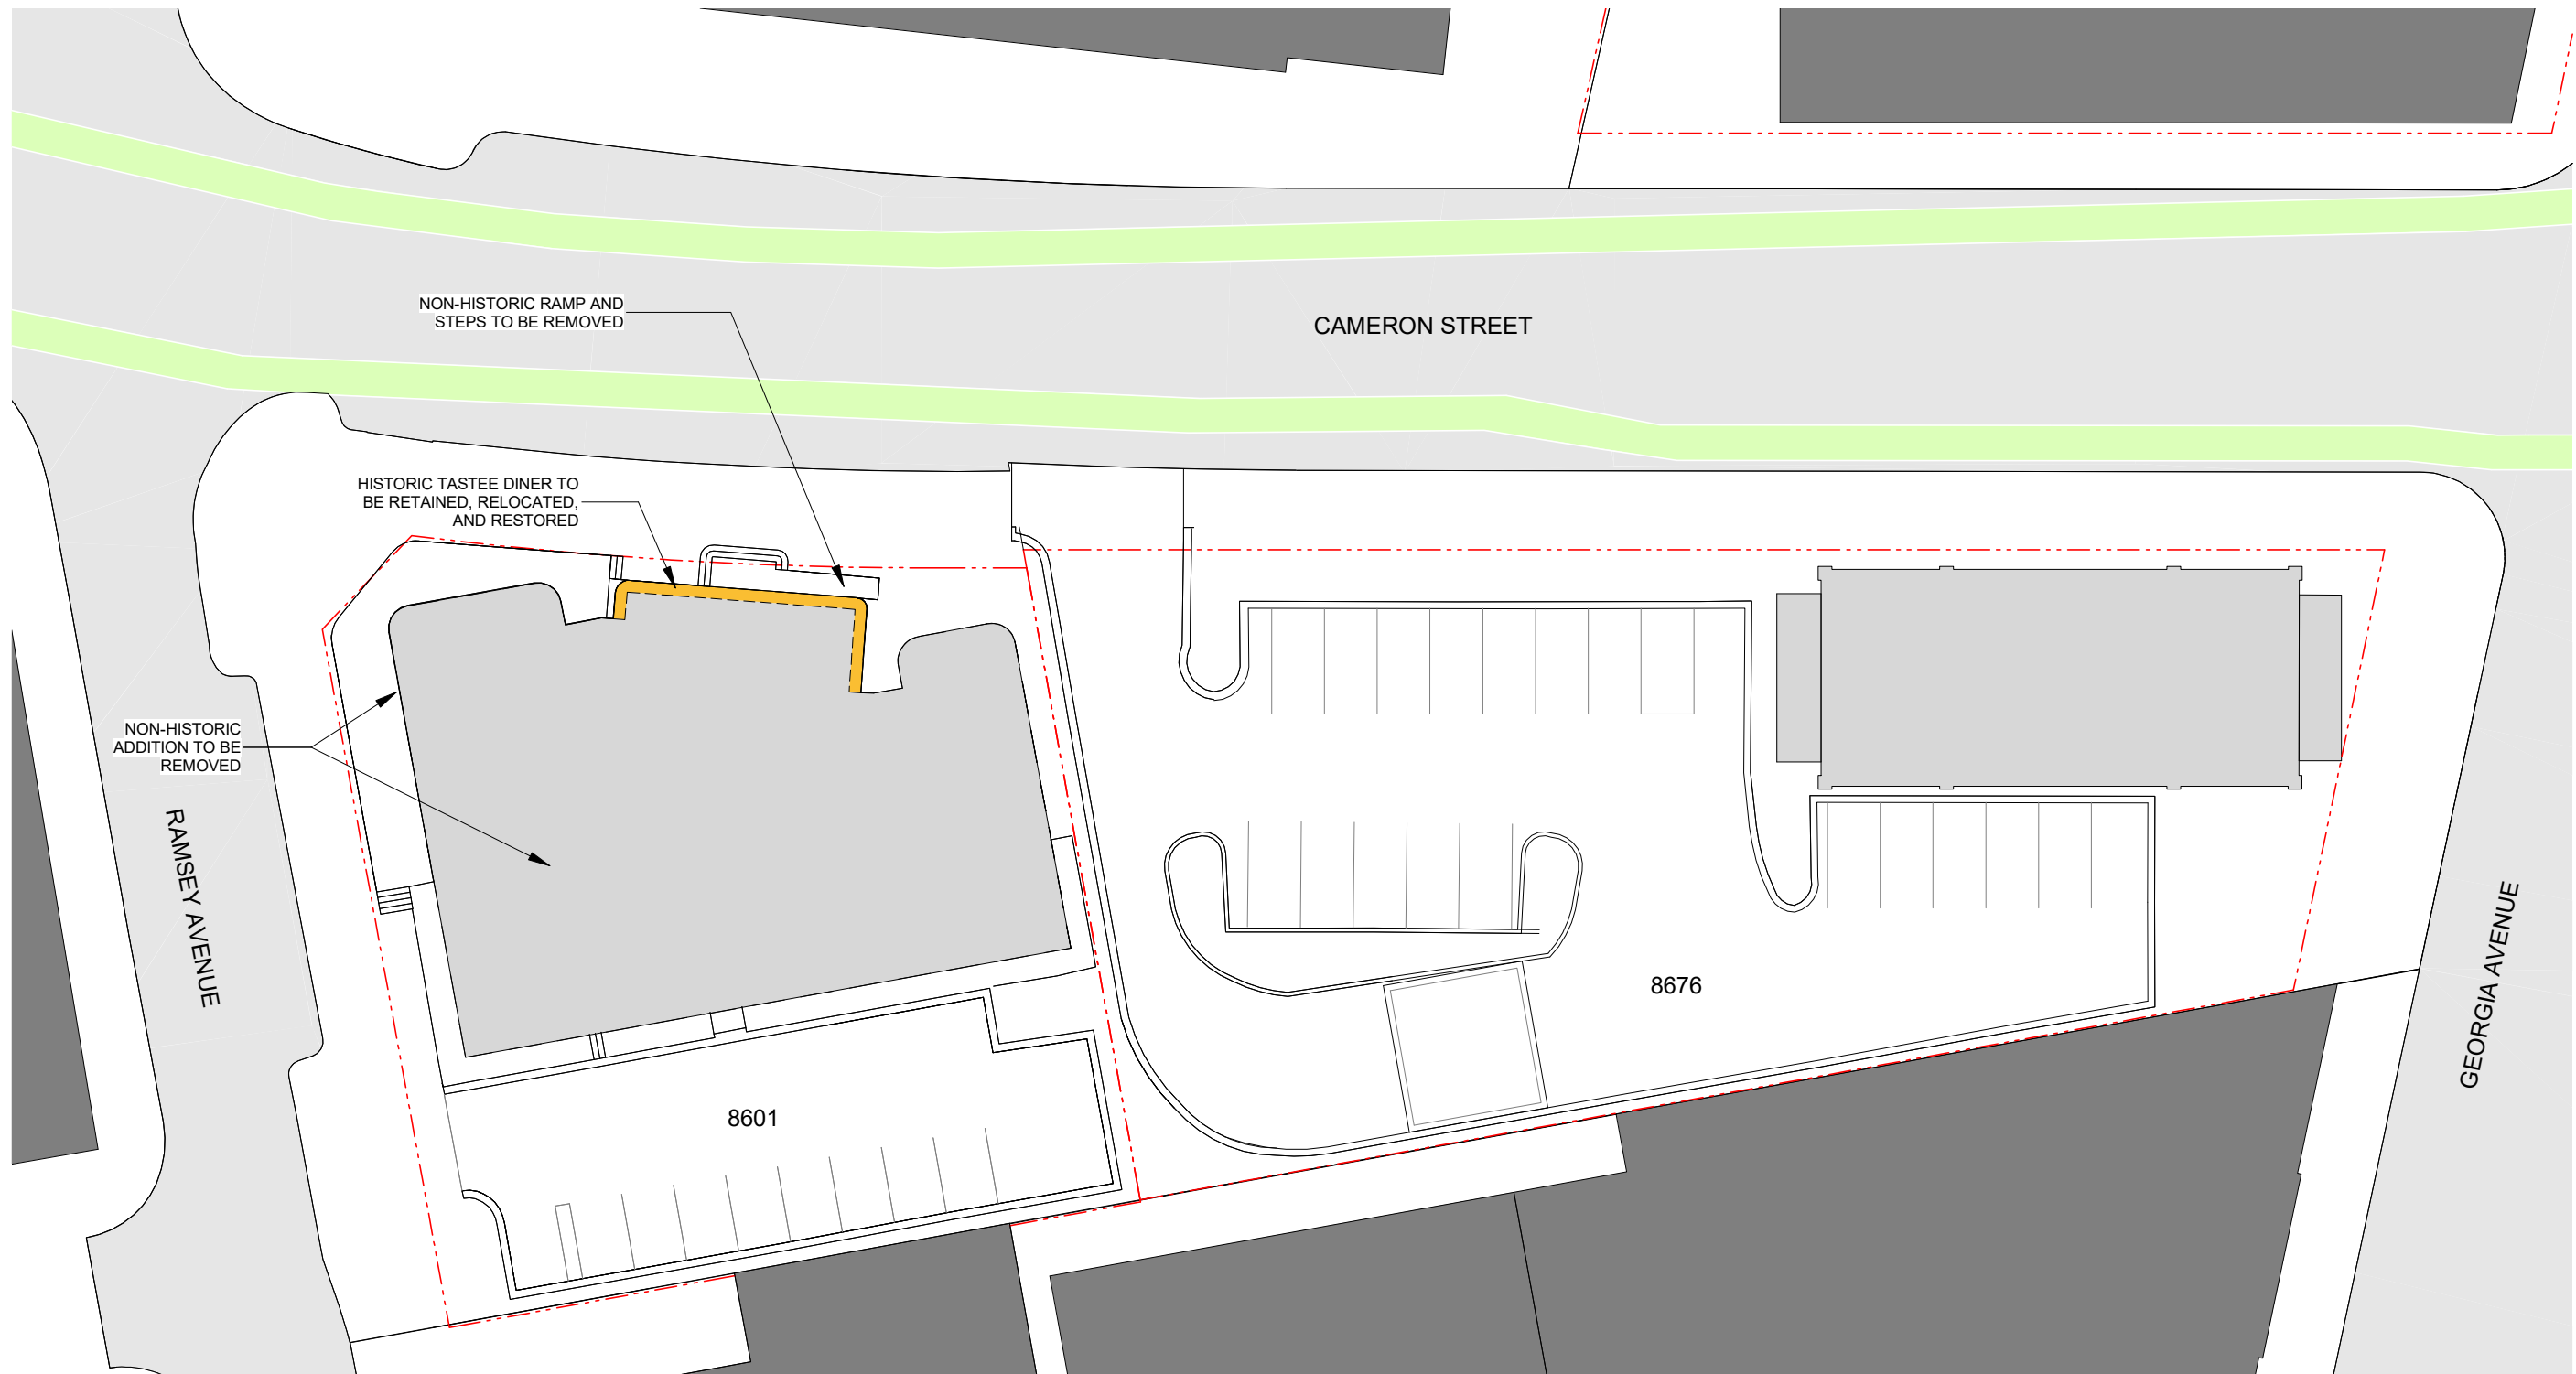 NON-HISTORIC RAMP AND
STEPS TO BE REMOVED
CAMERON STREET
HISTORIC TASTEE DINER TO
BE RETAINED, RELOCATED,
AND RESTORED
NON-HISTORIC
ADDITION TO BE
REMOVED
RAMSEY AVENUE
8601
8676
GEORGIA AVENUE